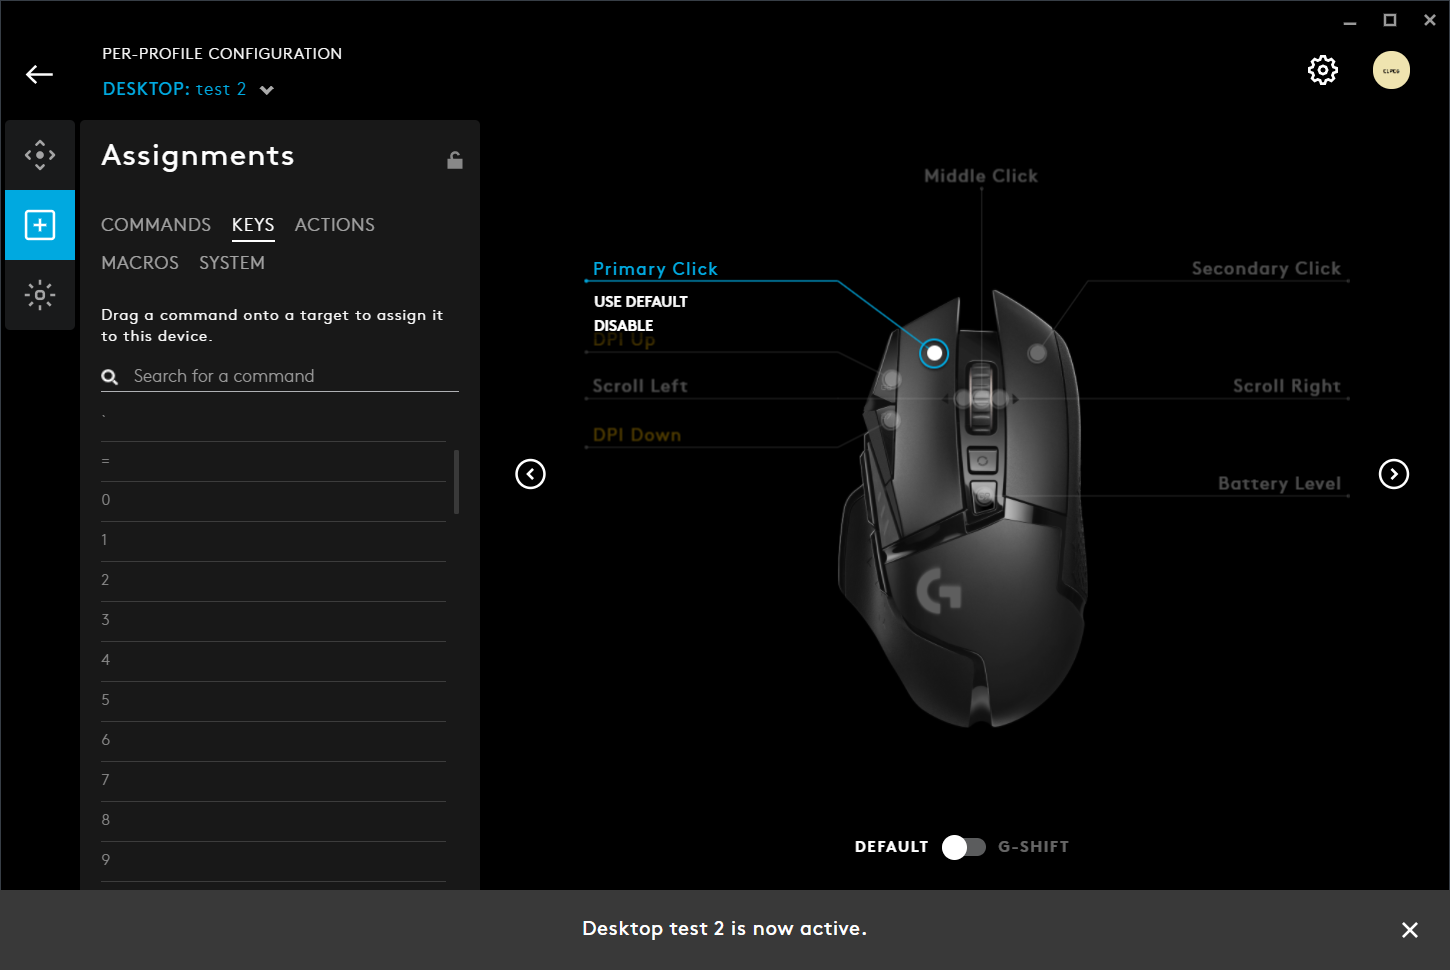 PER-PROFILE CONFIGURATION
DESKTOP: test 2
Assignments
COMMANDS KEYS ACTIONS
MACROS SYSTEM
Drag a command onto a target to assign it
to this device.
Search for a command
`
=
0
1
2
3
4
5
6
7
8
9
Middle Click
Primary Click
Secondary Click
USE DEFAULT
DISABLE
DPI Up
Scroll Left
Scroll Right
DPI Down
Battery Level
DEFAULT G-SHIFT
Desktop test 2 is now active.